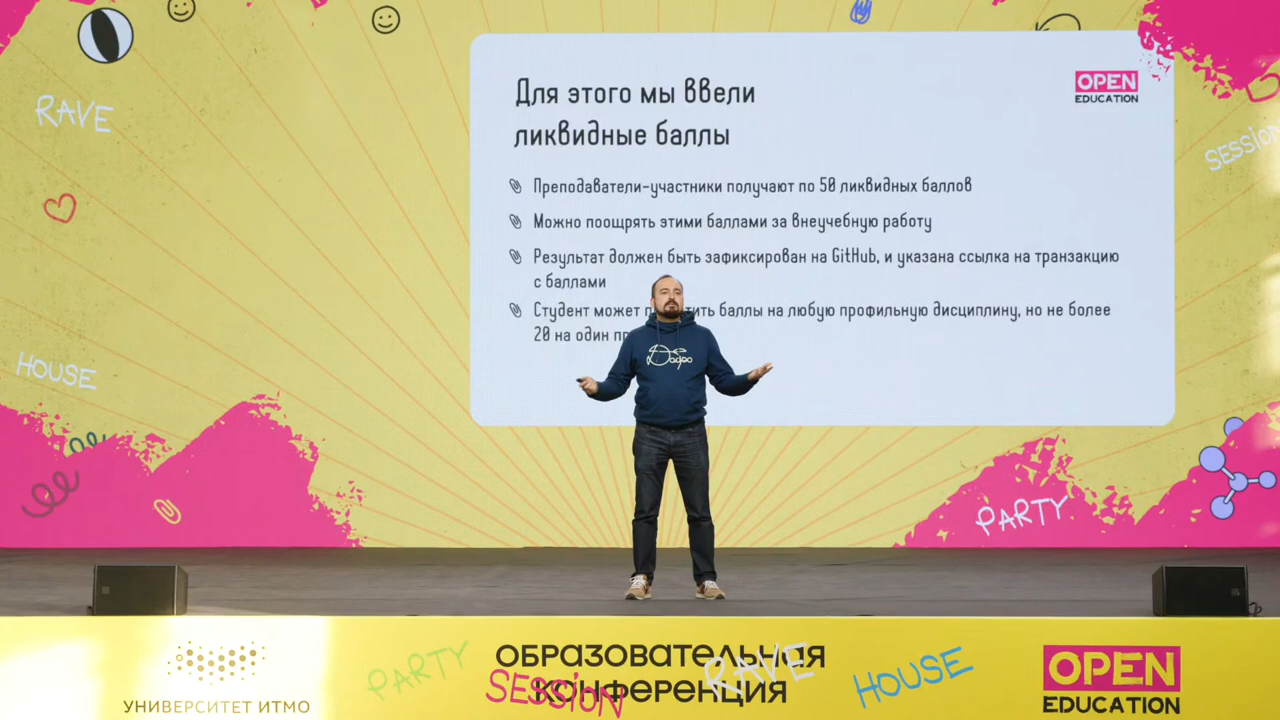 Для этого мы ввели
ликвидные баллы
OPEN
EDUCATION
RAVE
SESSION
Преподаватели-участники получают по 50 ликвидных баллов
Можно поощрять этими баллами за внеучебную работу
Результат должен быть зафиксирован на GitHub, и указана ссылка на транзакцию
с баллами
Студент может баллы на любую профильную дисциплину, но не более
20 на один
HOUSE
PARTY
УНИВЕРСИТЕТ ИТМО
PARTY
SESSION
ОБРАЗОВАТЕЛЬНАЯ
КОНФЕРЕНЦИЯ
RAVE
HOUSE
OPEN
EDUCATION